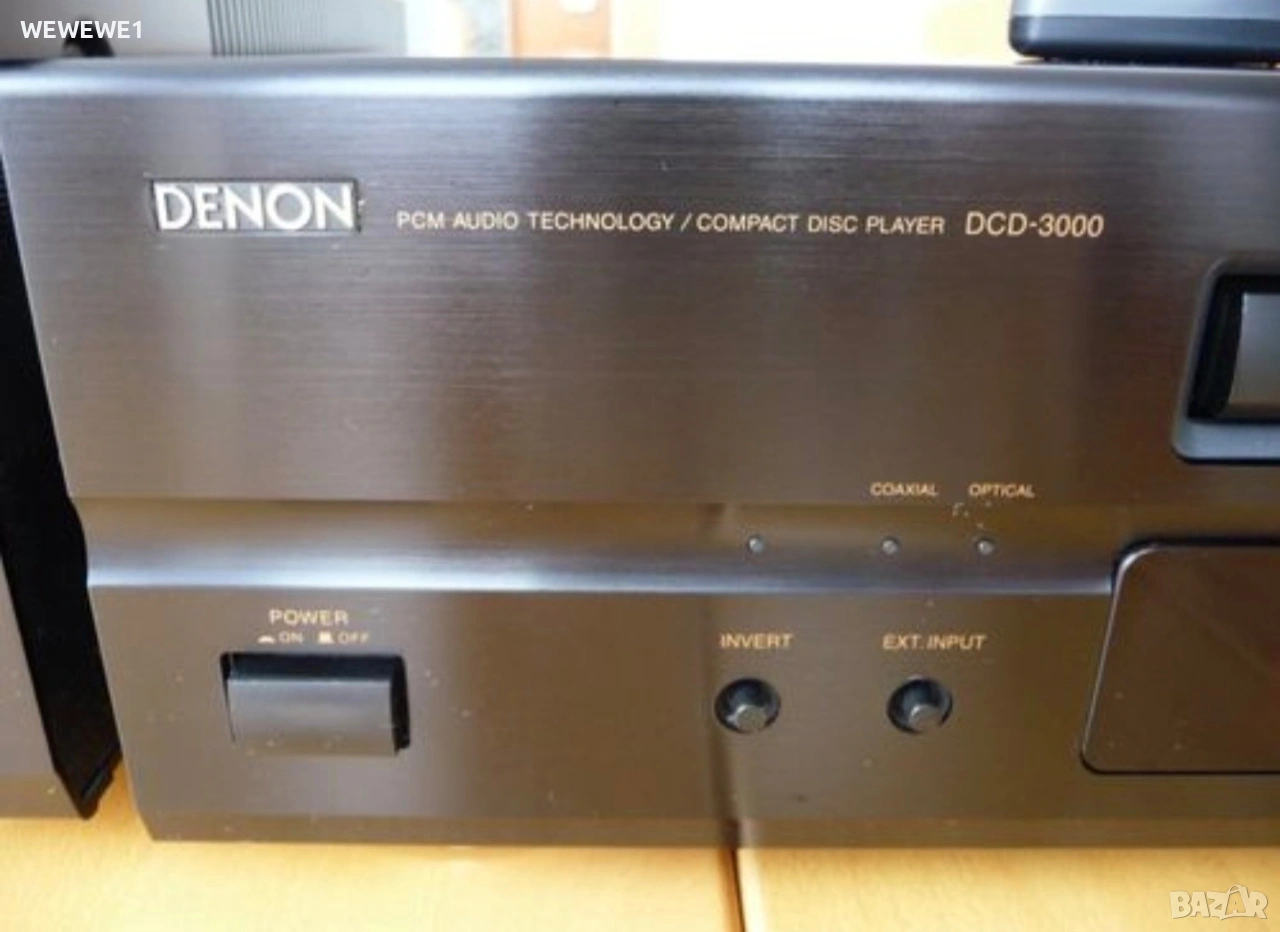 WEWEWE1
DENON PCM AUDIO TECHNOLOGY / COMPACT DISC PLAYER DCD-3000
COAXIAL OPTICAL
POWER
ON OFF
INVERT EXT. INPUT
BAZAR